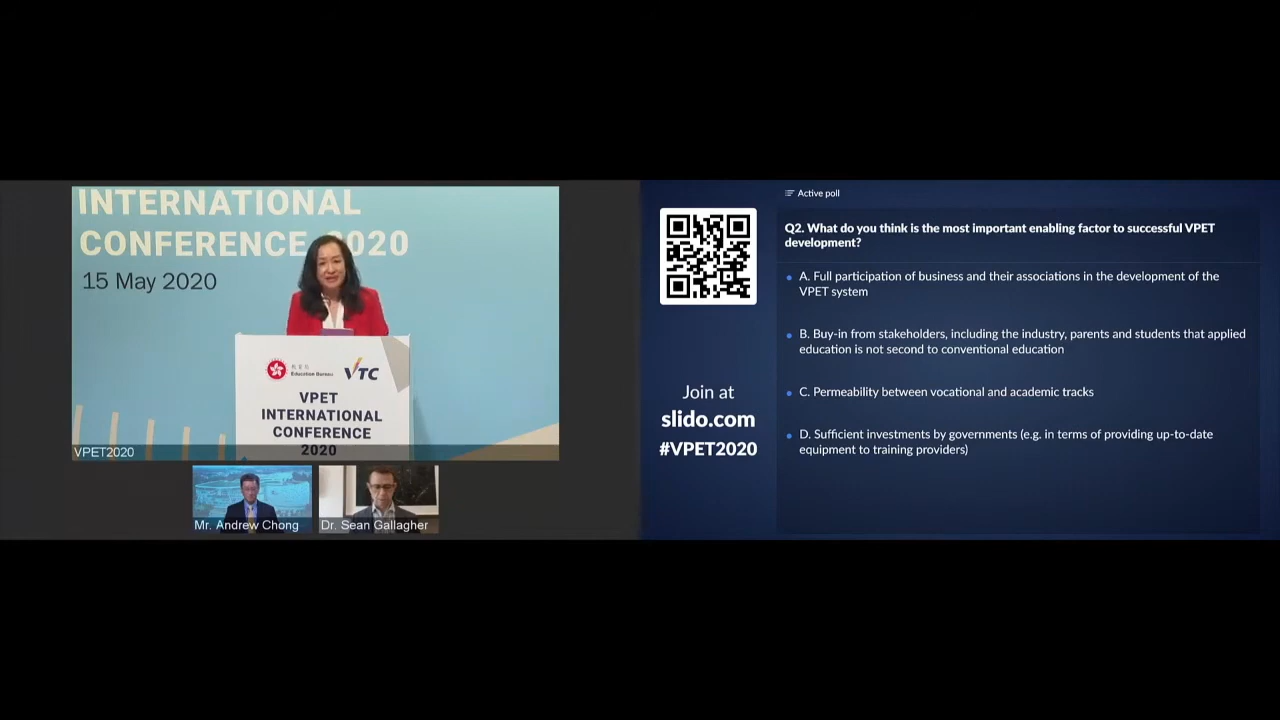 INTERNATIONAL
CONFERENCE 2020
15 May 2020
Education Bureau
VTC
VPET
INTERNATIONAL
CONFERENCE
2020
VPET2020
Mr. Andrew Chong
Dr. Sean Gallagher
Active poll
Q2. What do you think is the most important enabling factor to successful VPET
development?
A. Full participation of business and their associations in the development of the
VPET system
B. Buy-in from stakeholders, including the industry, parents and students that applied
education is not second to conventional education
C. Permeability between vocational and academic tracks
D. Sufficient investments by governments (e.g. in terms of providing up-to-date
equipment to training providers)
Join at
slido.com
#VPET2020